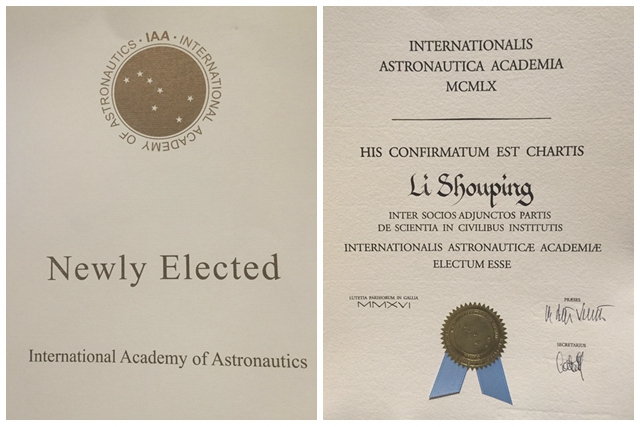 IAA · INTERNATIONAL ACADEMY OF ASTRONAUTICS ·
Newly Elected
International Academy of Astronautics
INTERNATIONALIS
ASTRONAUTICA ACADEMIA
MCMLX
HIS CONFIRMATUM EST CHARTIS
Li Shouping
INTER SOCIOS ADJUNCTOS PARTIS
DE SCIENTIA IN CIVILIBUS INSTITUTIS
INTERNATIONALIS ASTRONAUTICÆ ACADEMIÆ
ELECTUM ESSE
LUTETIA PARISIORUM IN GALLIA
MMXVI
PRÆSES
SECRETARIUS